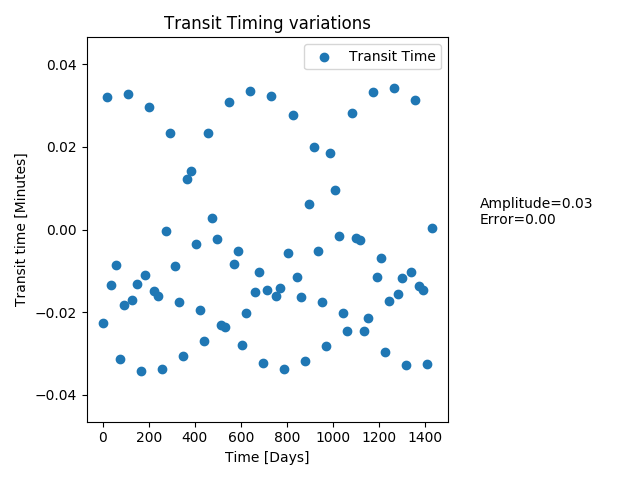 Transit Timing variations
Transit Time
0.04
0.02
0.00
−0.02
−0.04
Transit time [Minutes]
0 200 400 600 800 1000 1200 1400
Time [Days]
Amplitude=0.03
Error=0.00